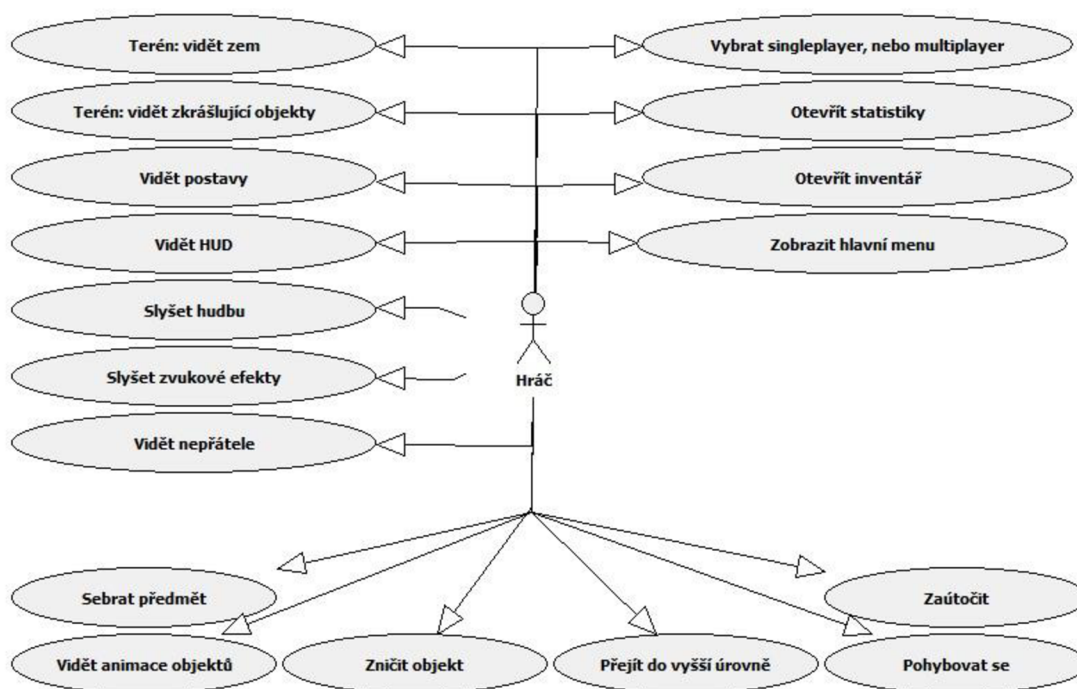 Terén: vidět zem
Vybrat singleplayer, nebo multiplayer
Terén: vidět zkrášlující objekty
Otevřít statistiky
Vidět postavy
Otevřít inventář
Vidět HUD
Zobrazit hlavní menu
Slyšet hudbu
Slyšet zvukové efekty
Hráč
Vidět nepřátele
Sebrat předmět
Zaútočit
Vidět animace objektů
Zničit objekt
Přejít do vyšší úrovně
Pohybovat se